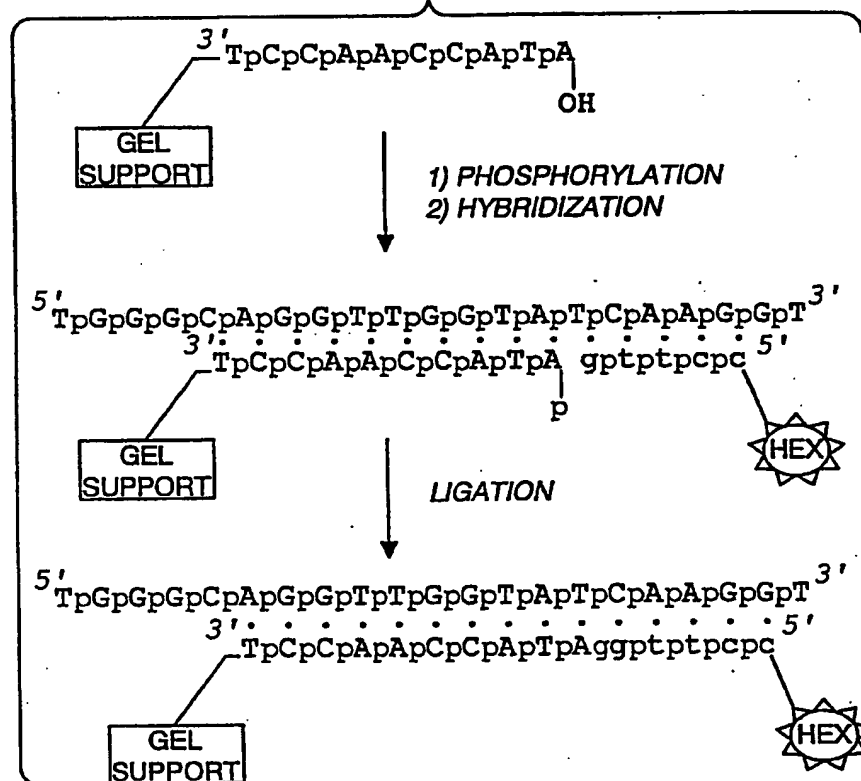 3' TpCpCpApApCpCpApTpA
OH
GEL
SUPPORT
1) PHOSPHORYLATION
2) HYBRIDIZATION
5' TpGpGpGpCpApGpGpTpTpGpGpTpApTpCpApApGpGpT 3'
3' TpCpCpApApCpCpApTpA gptptpcpc 5'
p
GEL
SUPPORT
HEX
LIGATION
5' TpGpGpGpCpApGpGpTpTpGpGpTpApTpCpApApGpGpT 3'
3' TpCpCpApApCpCpApTpAggptptpcpc 5'
GEL
SUPPORT
HEX